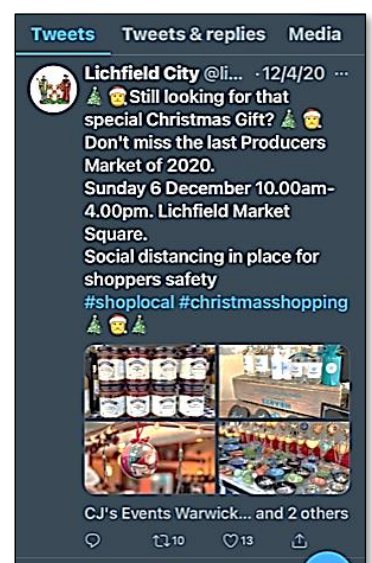 Tweets Tweets & replies Media
Lichfield City @li... · 12/4/20 ···
🎄 🤶Still looking for that
special Christmas Gift? 🎄 🤶
Don't miss the last Producers
Market of 2020.
Sunday 6 December 10.00am-
4.00pm. Lichfield Market
Square.
Social distancing in place for
shoppers safety
#shoplocal #christmasshopping
🎄 🤶🎄
CJ's Events Warwick... and 2 others
10 13